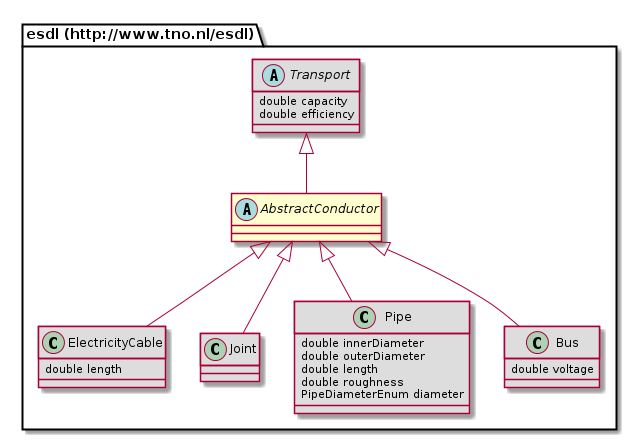 esdl (http://www.tno.nl/esdl)
A Transport
double capacity
double efficiency
A AbstractConductor
C ElectricityCable
double length
C Joint
C Pipe
double innerDiameter
double outerDiameter
double length
double roughness
PipeDiameterEnum diameter
C Bus
double voltage